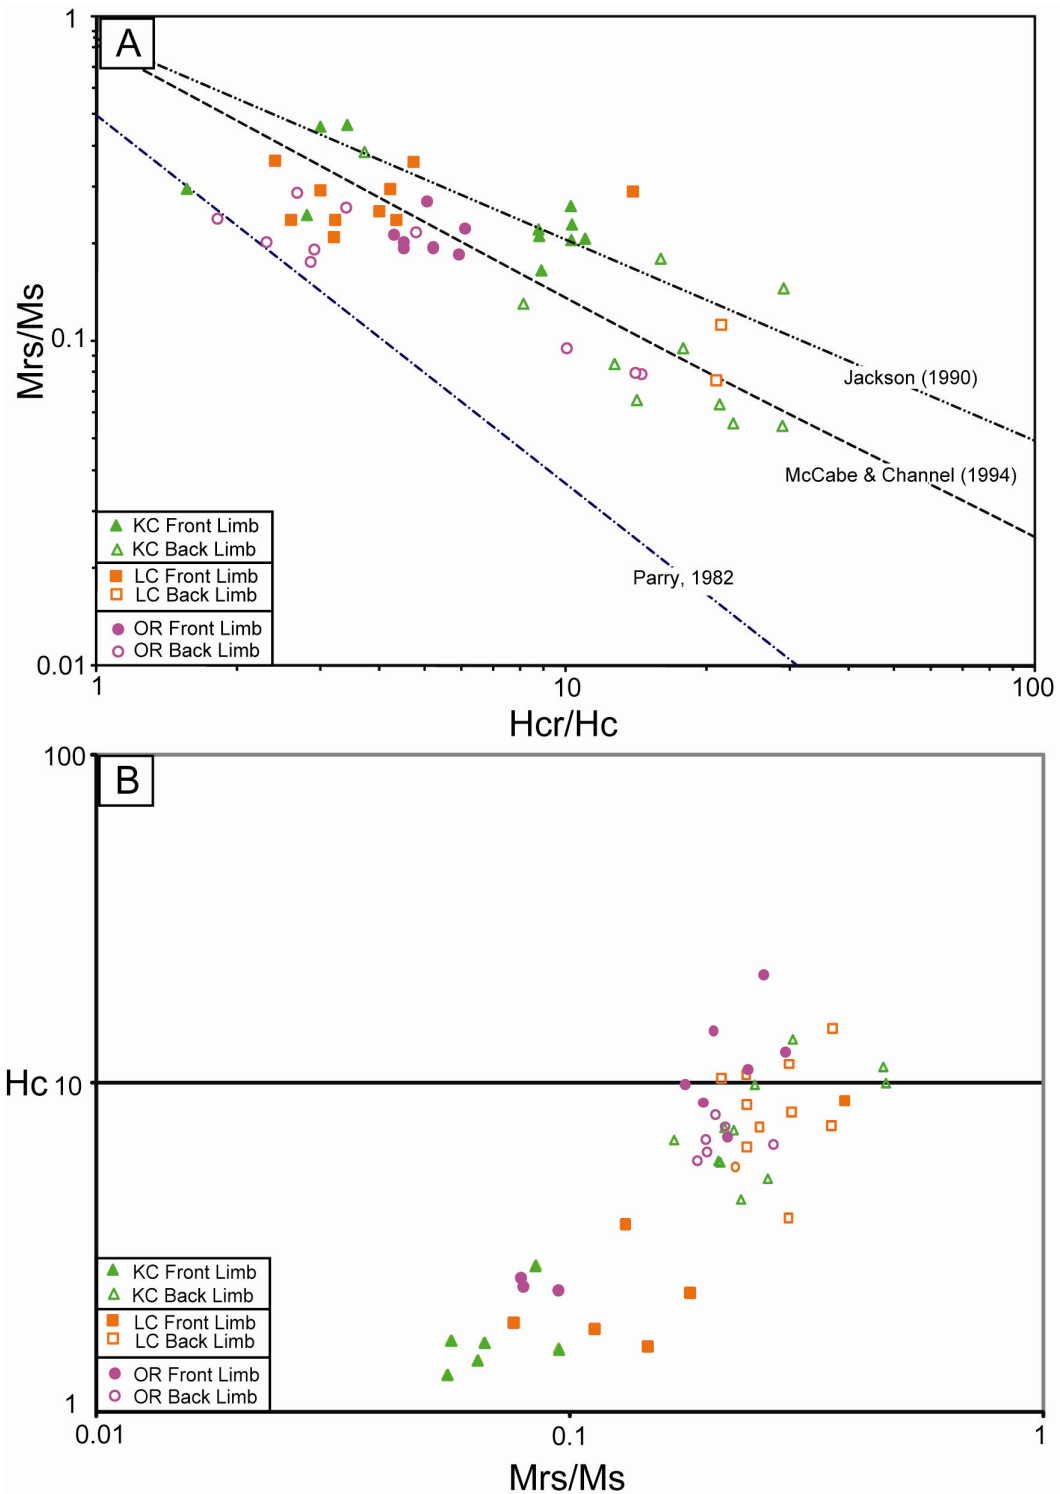 1
A
Mrs/Ms
0.1
Jackson (1990)
McCabe & Channel (1994)
Parry, 1982
KC Front Limb
KC Back Limb
LC Front Limb
LC Back Limb
OR Front Limb
OR Back Limb
0.01
1
10
100
Hcr/Hc
100
B
Hc
10
KC Front Limb
KC Back Limb
LC Front Limb
LC Back Limb
OR Front Limb
OR Back Limb
1
0.01
0.1
1
Mrs/Ms